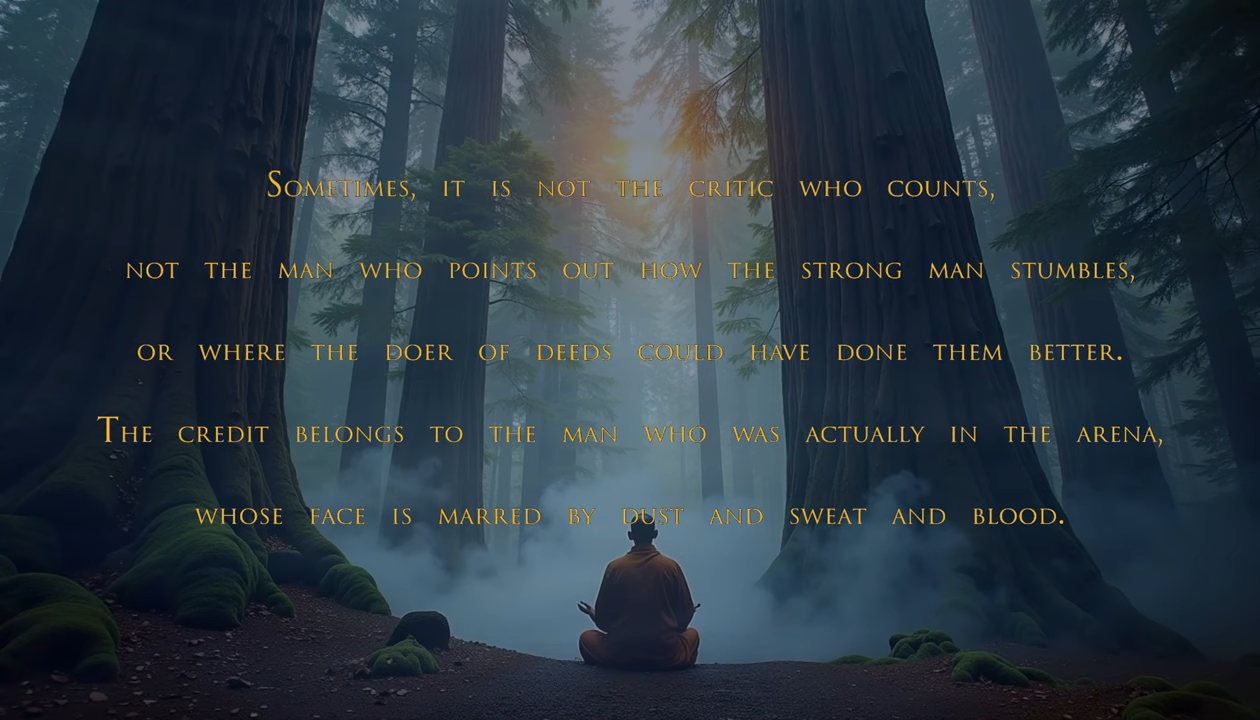 Sometimes, it is not the critic who counts,
not the man who points out how the strong man stumbles,
or where the doer of deeds could have done them better.
The credit belongs to the man who was actually in the arena,
whose face is marred by dust and sweat and blood.